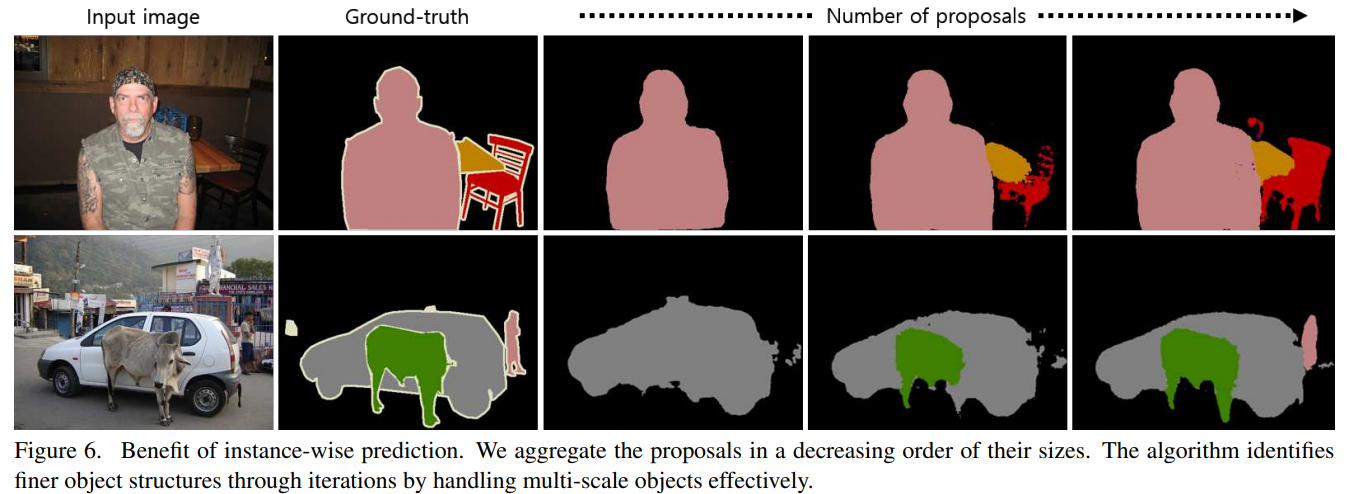 Input image
Ground-truth
Number of proposals
Figure 6. Benefit of instance-wise prediction. We aggregate the proposals in a decreasing order of their sizes. The algorithm identifies
finer object structures through iterations by handling multi-scale objects effectively.